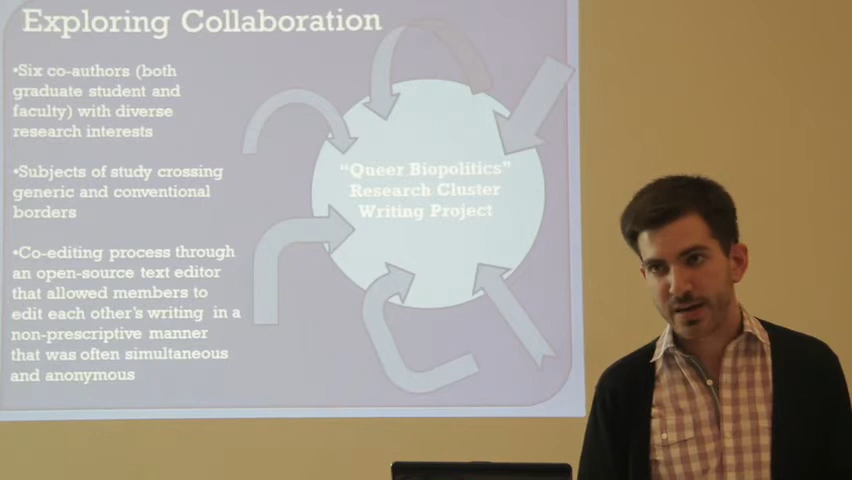 Exploring Collaboration
•Six co-authors (both
graduate student and
faculty) with diverse
research interests
•Subjects of study crossing
generic and conventional
borders
•Co-editing process through
an open-source text editor
that allowed members to
edit each other's writing in a
non-prescriptive manner
that was often simultaneous
and anonymous
"Queer Biopolitics"
Research Cluster
Writing Project